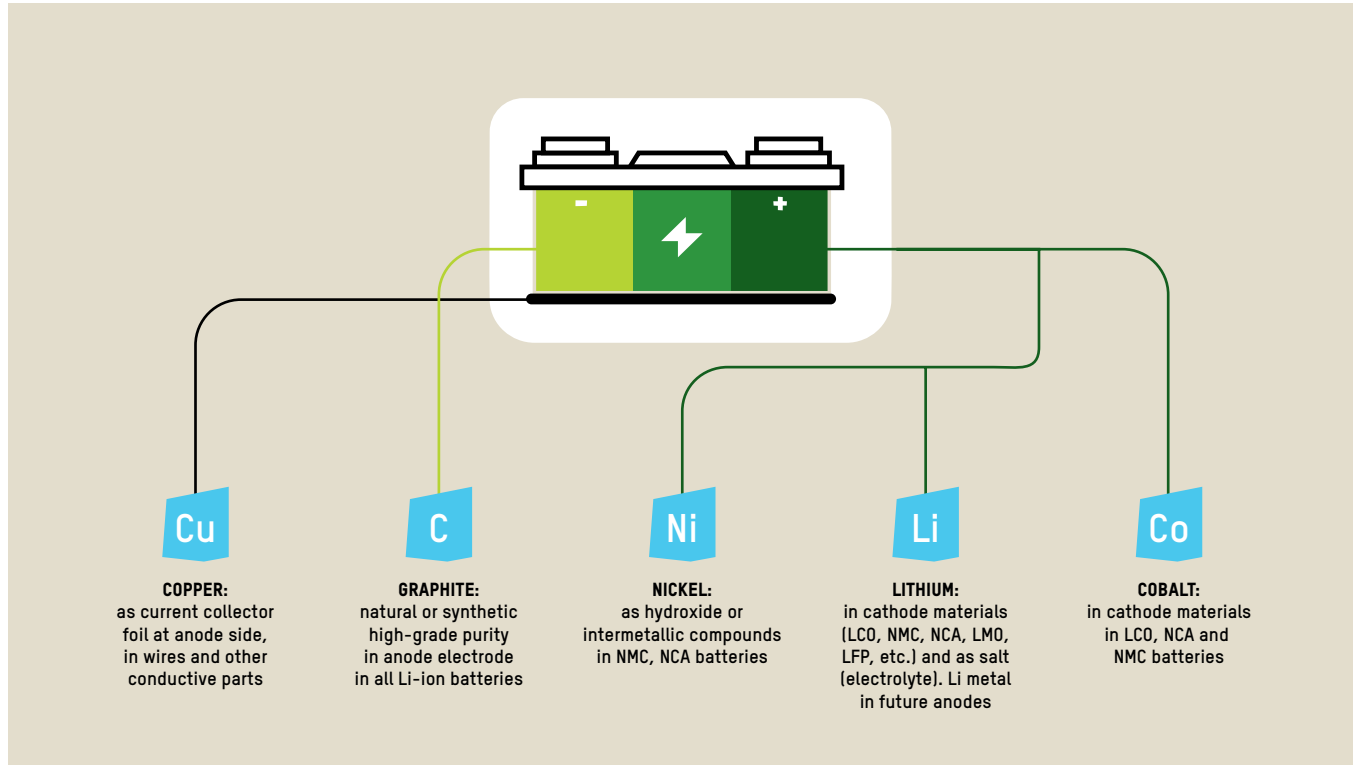 -
+
Cu
C
Ni
Li
Co
COPPER:
as current collector
foil at anode side,
in wires and other
conductive parts
GRAPHITE:
natural or synthetic
high-grade purity
in anode electrode
in all Li-ion batteries
NICKEL:
as hydroxide or
intermetallic compounds
in NMC, NCA batteries
LITHIUM:
in cathode materials
(LCO, NMC, NCA, LMO,
LFP, etc.) and as salt
(electrolyte). Li metal
in future anodes
COBALT:
in cathode materials
in LCO, NCA and
NMC batteries